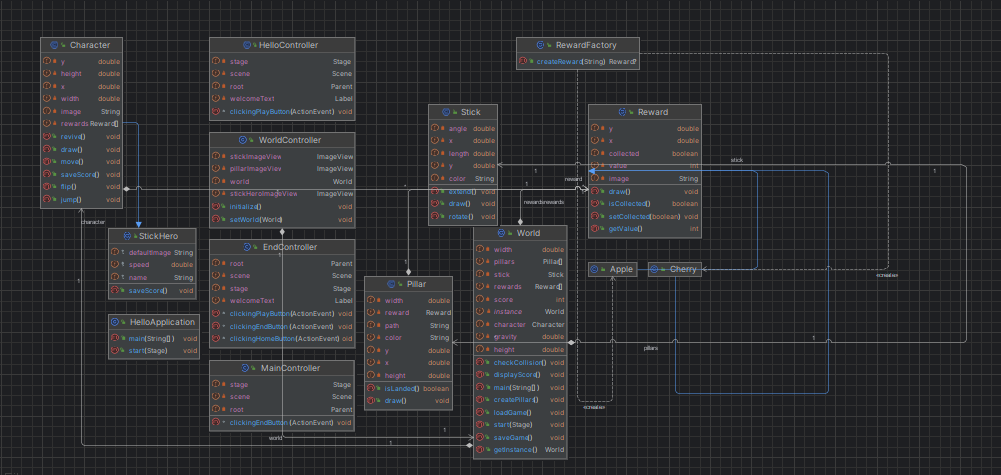 Character
y double
height double
x double
width double
image String
rewards Reward[]
revive() void
draw() void
move() void
saveScore() void
flip() void
jump() void
HelloController
stage Stage
scene Scene
root Parent
welcomeText Label
clickingPlayButton(ActionEvent) void
RewardFactory
createReward(String) Reward?
WorldController
stickImageView ImageView
pillarImageView ImageView
world World
stickHeroImageView ImageView
initialize() void
setWorld(World) void
Stick
angle double
x double
length double
y double
color String
extend() void
draw() void
rotate() void
Reward
y double
x double
collected boolean
value int
image String
draw() void
isCollected() boolean
setCollected(boolean) void
getValue() int
StickHero
defaultImage String
speed double
name String
saveScore() void
EndController
root Parent
scene Scene
stage Stage
welcomeText Label
clickingPlayButton(ActionEvent) void
clickingEndButton(ActionEvent) void
clickingHomeButton(ActionEvent) oid
World
width double
pillars Pillar[]
stick Stick
rewards Reward[]
score int
instance World
character Character
gravity double
height double
checkCollision() void
displayScore() void
main(String[]) void
createPillar() void
loadGame() void
start(Stage) void
saveGame() void
getInstance() World
Apple
Cherry
Pillar
width double
reward Reward
path String
color String
y double
x double
height double
isLanded() boolean
draw() void
HelloApplication
main(String[]) void
start(Stage) void
MainController
stage Stage
scene Scene
root Parent
clickingEndButton(ActionEvent) void
character
1
1
world
1
1
1
1
reward
rewardsrewards
1
1
stick
1
pillars
1
«create»
«create»